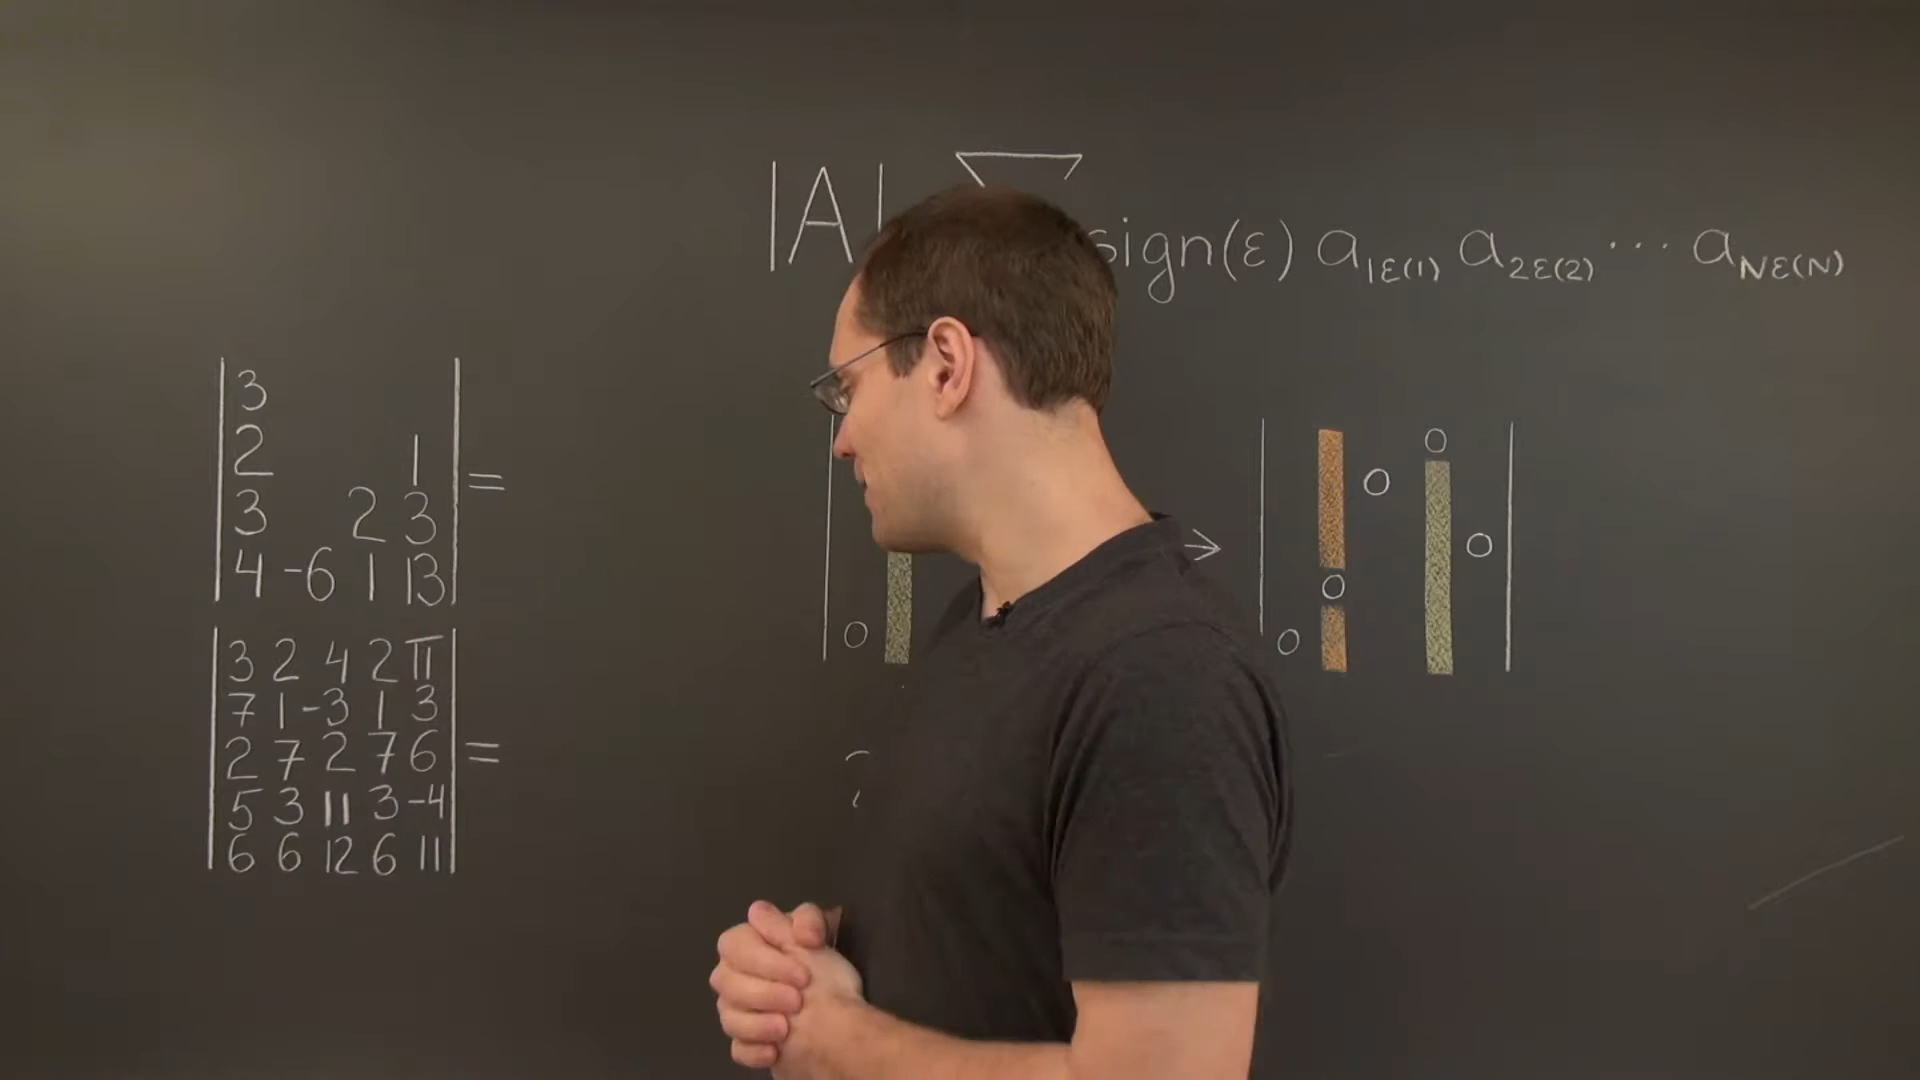 |A| sign(ε) a₁ε(₁) a₂ε(₂) ··· a_Nε(N)
3
2 1 =
3 2 3
4 -6 1 13
3 2 4 2 π
7 1 -3 1 3
2 7 2 7 6 =
5 3 11 3 -4
6 6 12 6 11
0
→
0
0
0
0
0